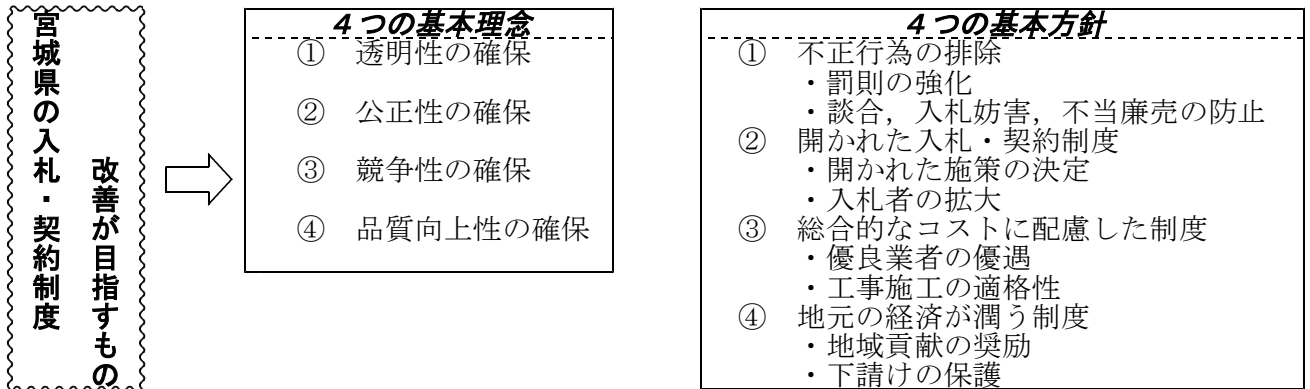 宮城県の入札・契約制度
改善が目指すもの
４つの基本理念
①　透明性の確保
②　公正性の確保
③　競争性の確保
④　品質向上性の確保
４つの基本方針
①　不正行為の排除
・罰則の強化
・談合，入札妨害，不当廉売の防止
②　開かれた入札・契約制度
・開かれた施策の決定
・入札者の拡大
③　総合的なコストに配慮した制度
・優良業者の優遇
・工事施工の適格性
④　地元の経済が潤う制度
・地域貢献の奨励
・下請けの保護